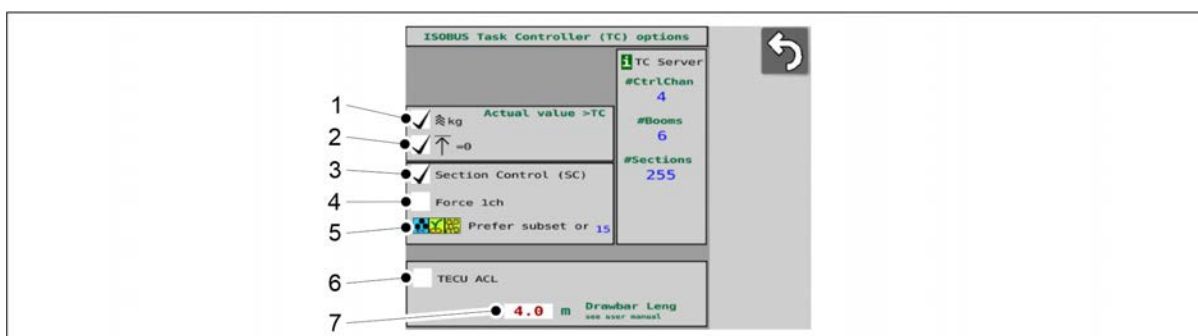 ISOBUS Task Controller (TC) options
i TC Server
#CtrlChan
4
#Booms
6
#Sections
255
1
Actual value >TC
kg
2
=0
3
Section Control (SC)
4
Force 1ch
5
Prefer subset or 15
6
TECU ACL
7
4.0 m Drawbar Leng
see user manual